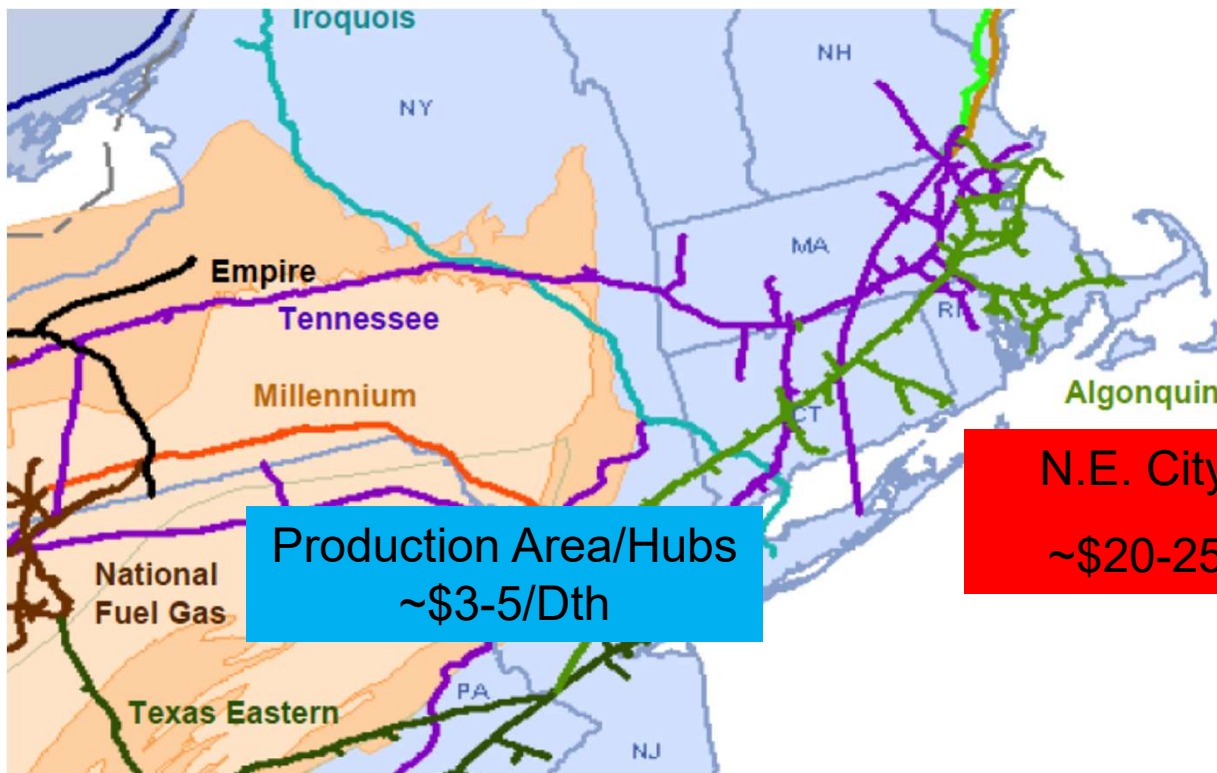 Iroquois
NH
NY
MA
Empire
Tennessee
RI
Millennium
Algonquin
CT
N.E. City
~$20-25
Production Area/Hubs
~$3-5/Dth
National
Fuel Gas
PA
Texas Eastern
NJ